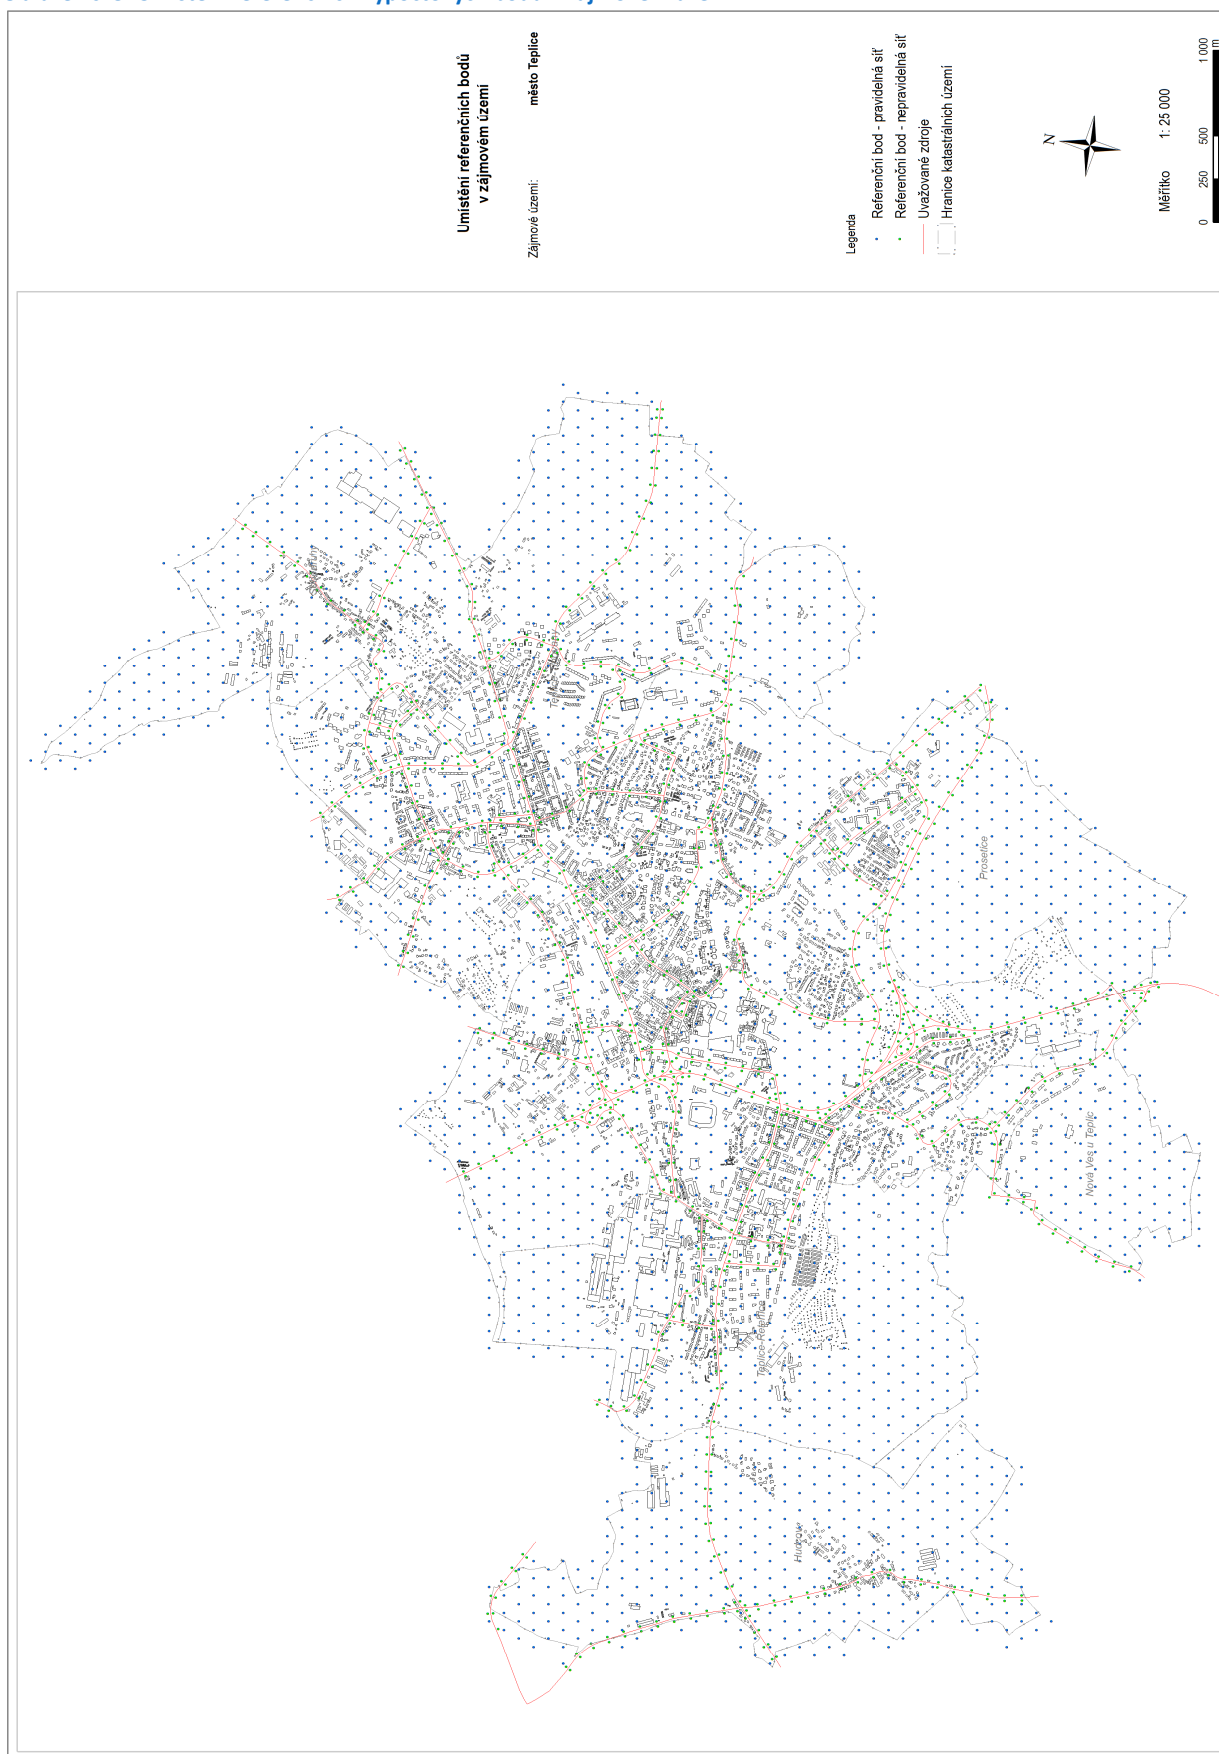 Umístění referenčních bodů
v zájmovém území
Zájmové území: město Teplice
Legenda
Referenční bod - pravidelná síť
Referenční bod - nepravidelná síť
Uvažované zdroje
Hranice katastrálních území
N
Měřítko 1: 25 000
0 250 500 1 000
m
Prosetice
Nová Ves u Teplic
Teplice-Řetenice
Hudcov